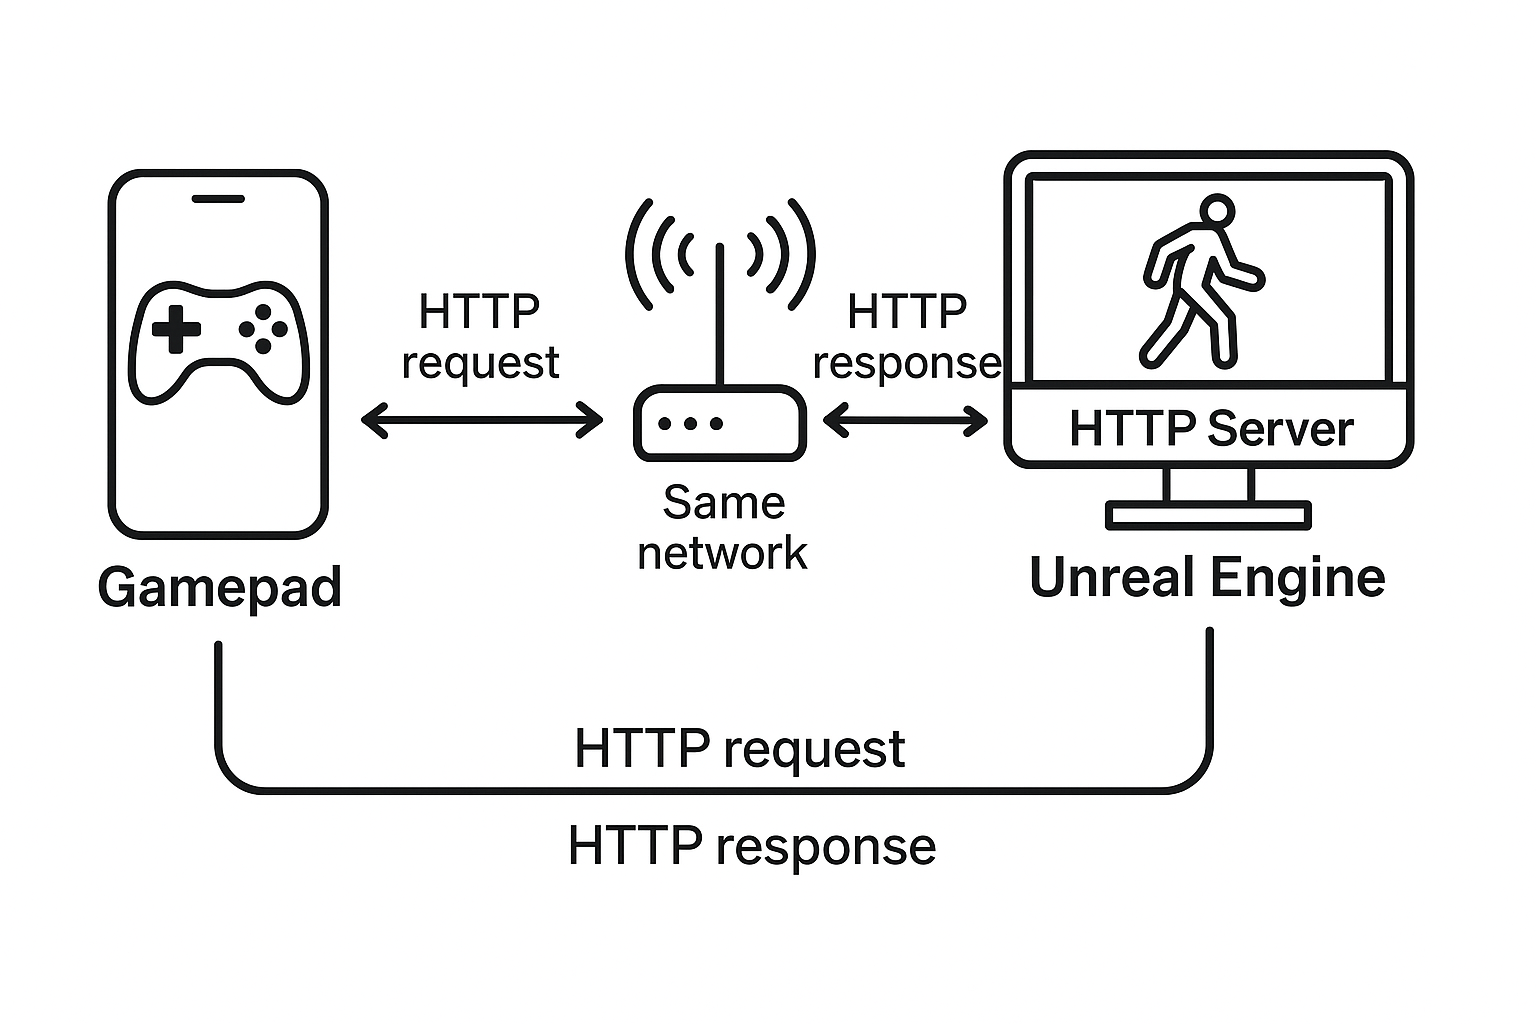 HTTP
request
HTTP
response
HTTP Server
Same
network
Gamepad
Unreal Engine
HTTP request
HTTP response